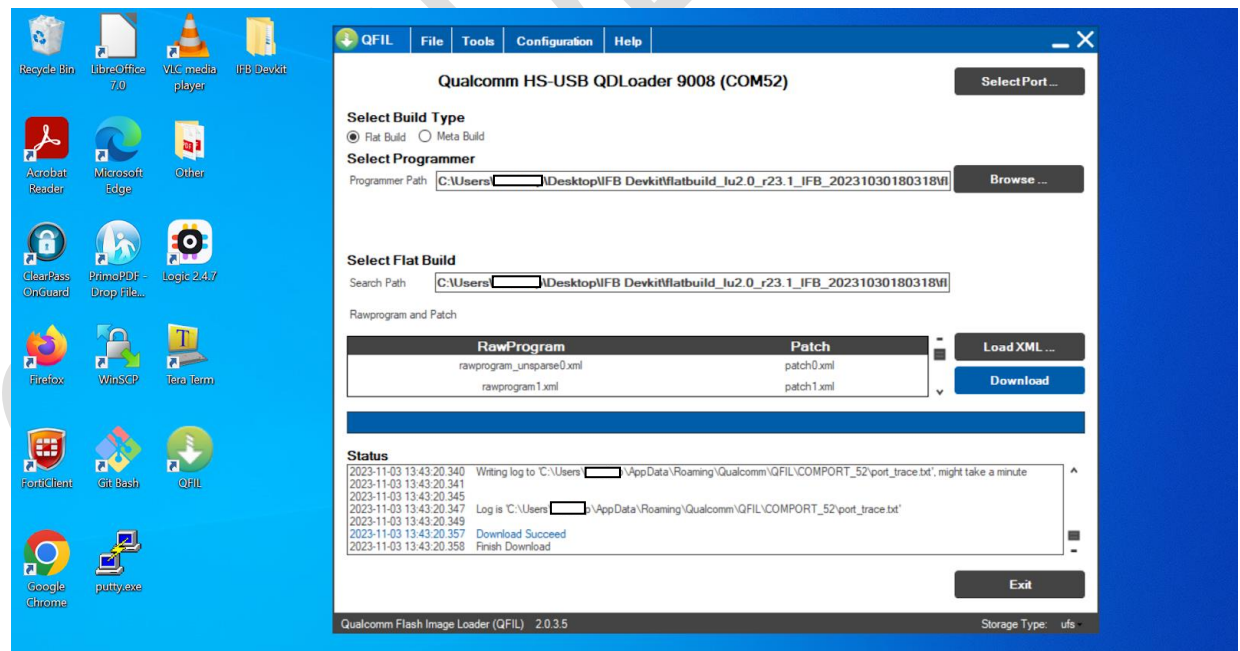 Recycle Bin
LibreOffice 7.0
VLC media player
IFB Devkit
Acrobat Reader
Microsoft Edge
Other
ClearPass OnGuard
PrimoPDF - Drop File...
Logic 2.4.7
Firefox
WinSCP
Tera Term
FortiClient
Git Bash
QFIL
Google Chrome
putty.exe
QFIL File Tools Configuration Help
Qualcomm HS-USB QDLoader 9008 (COM52)
Select Port ...
Select Build Type
Flat Build Meta Build
Select Programmer
Programmer Path C:\Users\ \Desktop\IFB Devkit\flatbuild_lu2.0_r23.1_IFB_20231030180318\fl
Browse ...
Select Flat Build
Search Path C:\Users\ \Desktop\IFB Devkit\flatbuild_lu2.0_r23.1_IFB_20231030180318\fl
Rawprogram and Patch
RawProgram Patch
Load XML ...
rawprogram_unsparse0.xml patch0.xml
rawprogram1.xml patch1.xml
Download
Status
2023-11-03 13:43:20.340 Writing log to 'C:\Users\ \AppData\Roaming\Qualcomm\QFIL\COMPORT_52\port_trace.txt', might take a minute
2023-11-03 13:43:20.341
2023-11-03 13:43:20.345
2023-11-03 13:43:20.347 Log is 'C:\Users\ p\AppData\Roaming\Qualcomm\QFIL\COMPORT_52\port_trace.txt'
2023-11-03 13:43:20.349
2023-11-03 13:43:20.357 Download Succeed
2023-11-03 13:43:20.358 Finish Download
Exit
Qualcomm Flash Image Loader (QFIL) 2.0.3.5
Storage Type: ufs